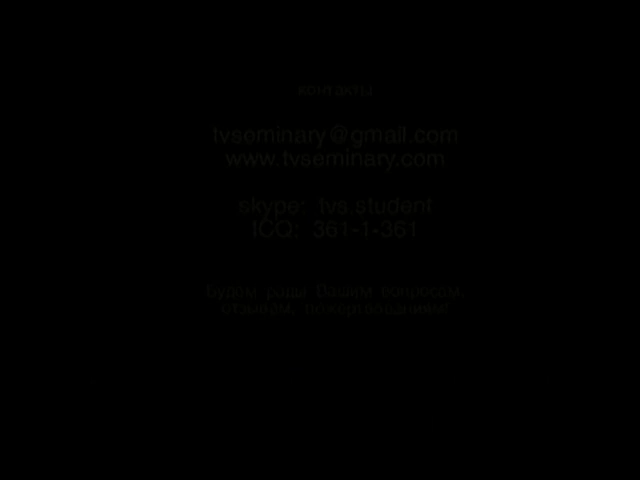 контакты
tvseminary@gmail.com
www.tvseminary.com
skype: tvs.student
ICQ: 361-1-361
Будем рады Вашим вопросам,
отзывам, пожертвованиям!